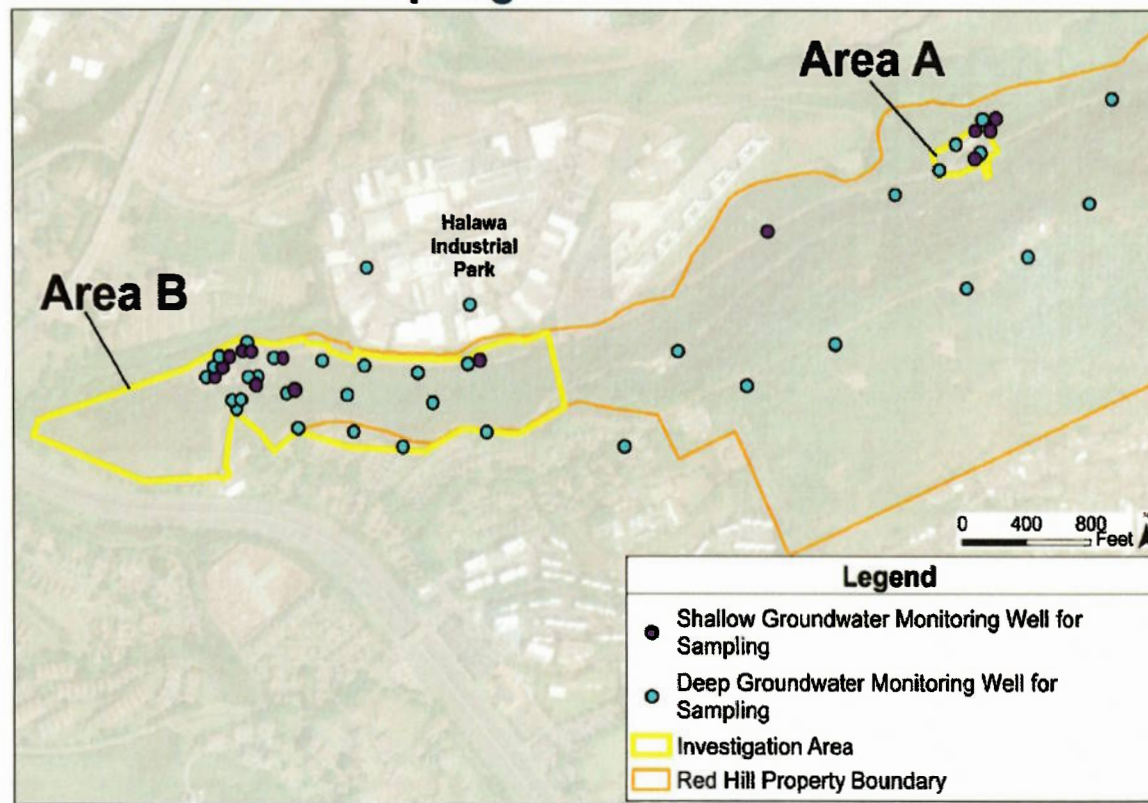 Area A
Halawa
Industrial
Park
Area B
0 400 800
Feet
Legend
Shallow Groundwater Monitoring Well for
Sampling
Deep Groundwater Monitoring Well for
Sampling
Investigation Area
Red Hill Property Boundary